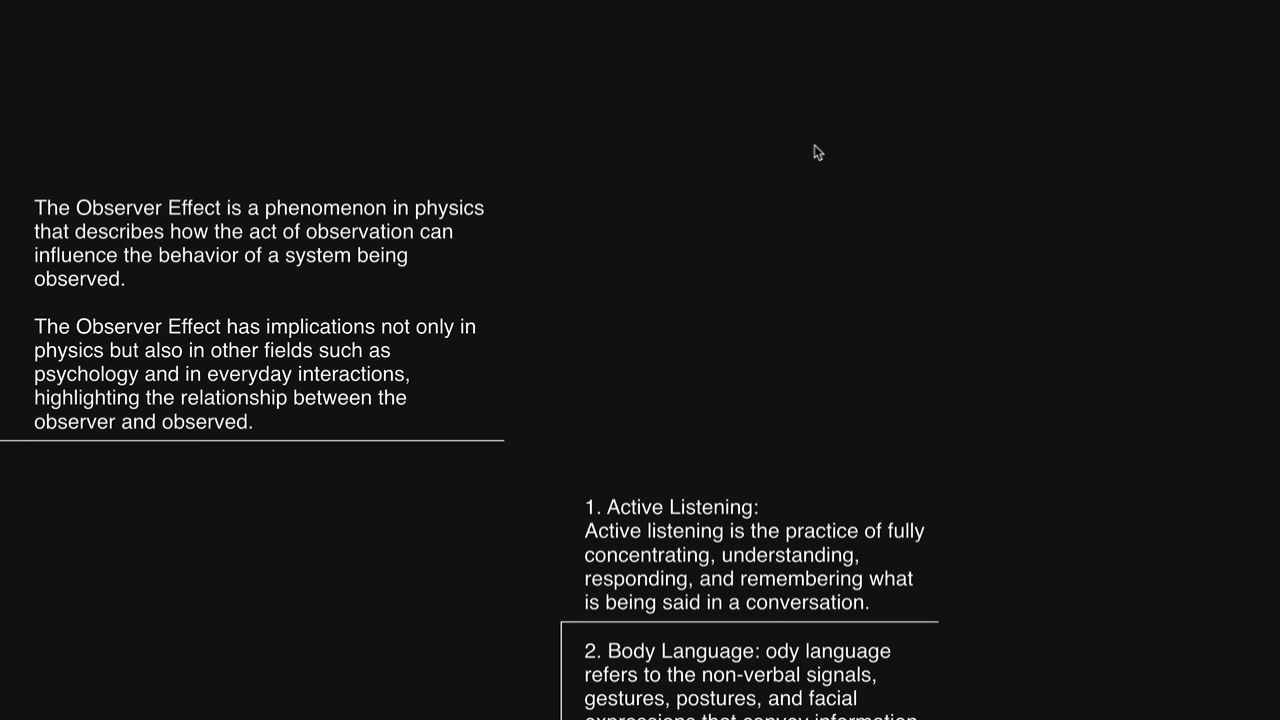 The Observer Effect is a phenomenon in physics
that describes how the act of observation can
influence the behavior of a system being
observed.
The Observer Effect has implications not only in
physics but also in other fields such as
psychology and in everyday interactions,
highlighting the relationship between the
observer and observed.
1. Active Listening:
Active listening is the practice of fully
concentrating, understanding,
responding, and remembering what
is being said in a conversation.
2. Body Language: ody language
refers to the non-verbal signals,
gestures, postures, and facial
expressions that convey information